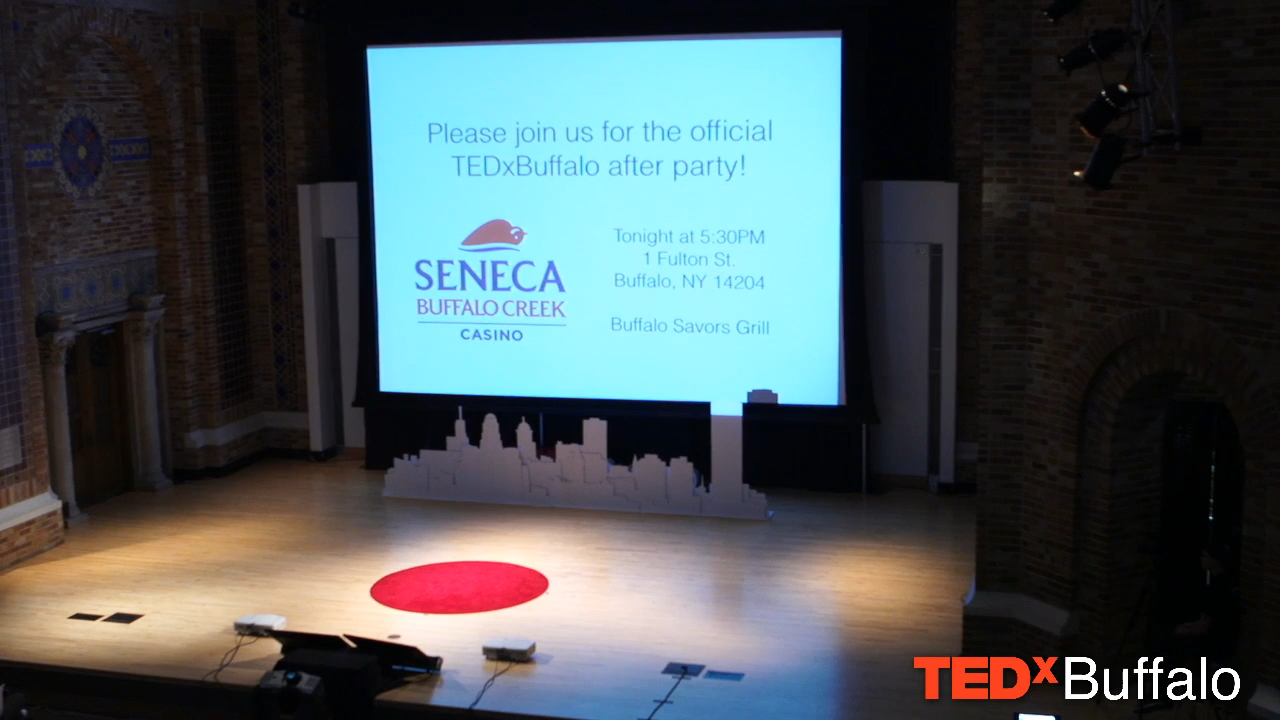 Please join us for the official
TEDxBuffalo after party!
SENECA
BUFFALO CREEK
CASINO
Tonight at 5:30PM
1 Fulton St.
Buffalo, NY 14204
Buffalo Savors Grill
TEDxBuffalo